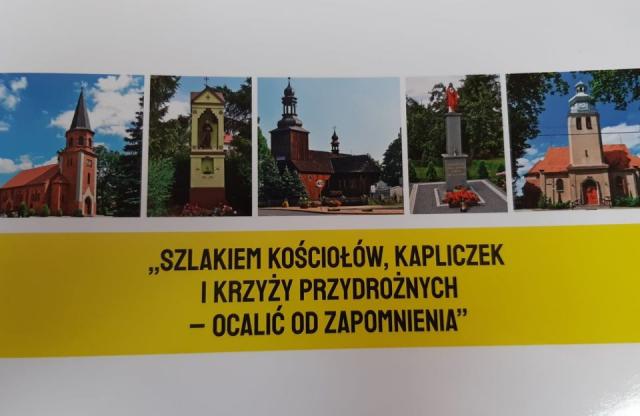 „SZLAKIEM KOŚCIOŁÓW, KAPLICZEK
I KRZYŻY PRZYDROŻNYCH
– OCALIĆ OD ZAPOMNIENIA”